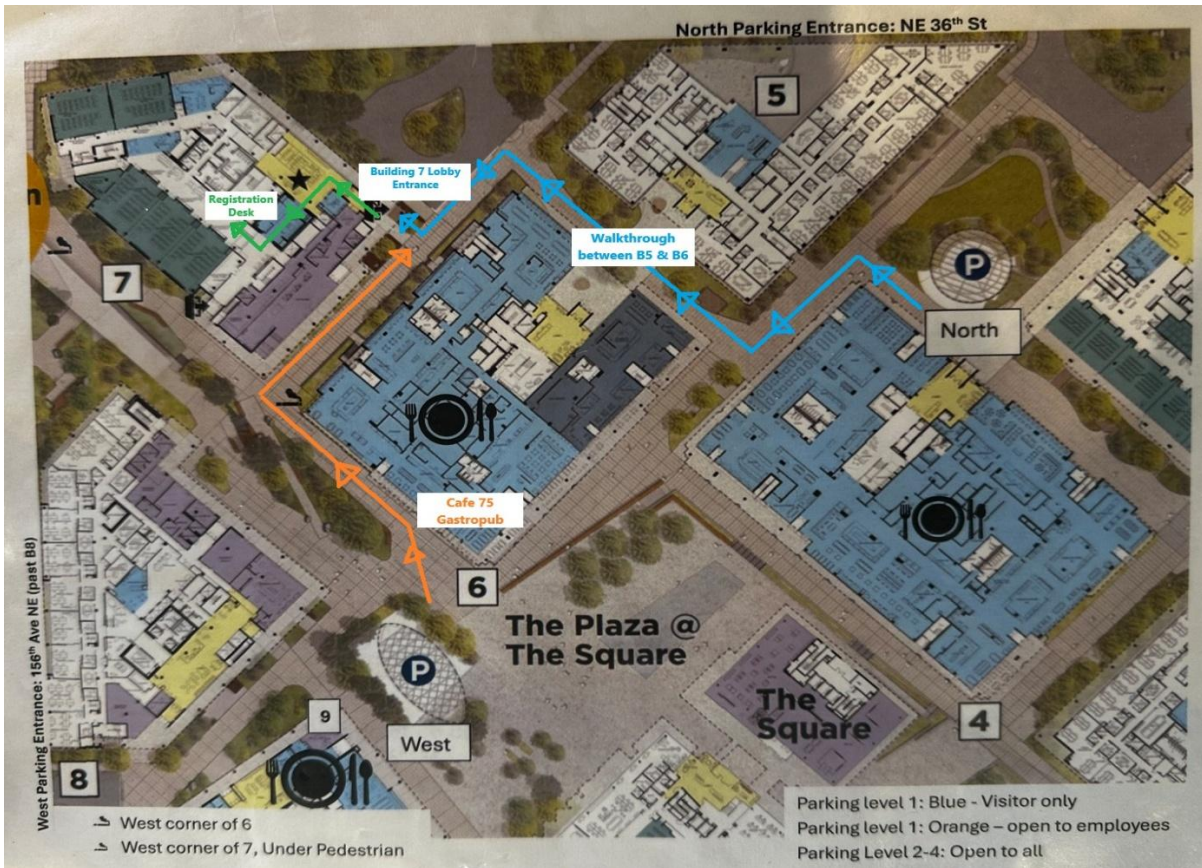 North Parking Entrance: NE 36th St
5
Building 7 Lobby
Entrance
Registration
Desk
n
Walkthrough
between B5 & B6
P
7
North
Cafe 75
Gastropub
6
The Plaza @
The Square
P
The
Square
9
West
4
8
West Parking Entrance: 156th Ave NE (past B8)
West corner of 6
West corner of 7, Under Pedestrian
Parking level 1: Blue - Visitor only
Parking level 1: Orange – open to employees
Parking Level 2-4: Open to all